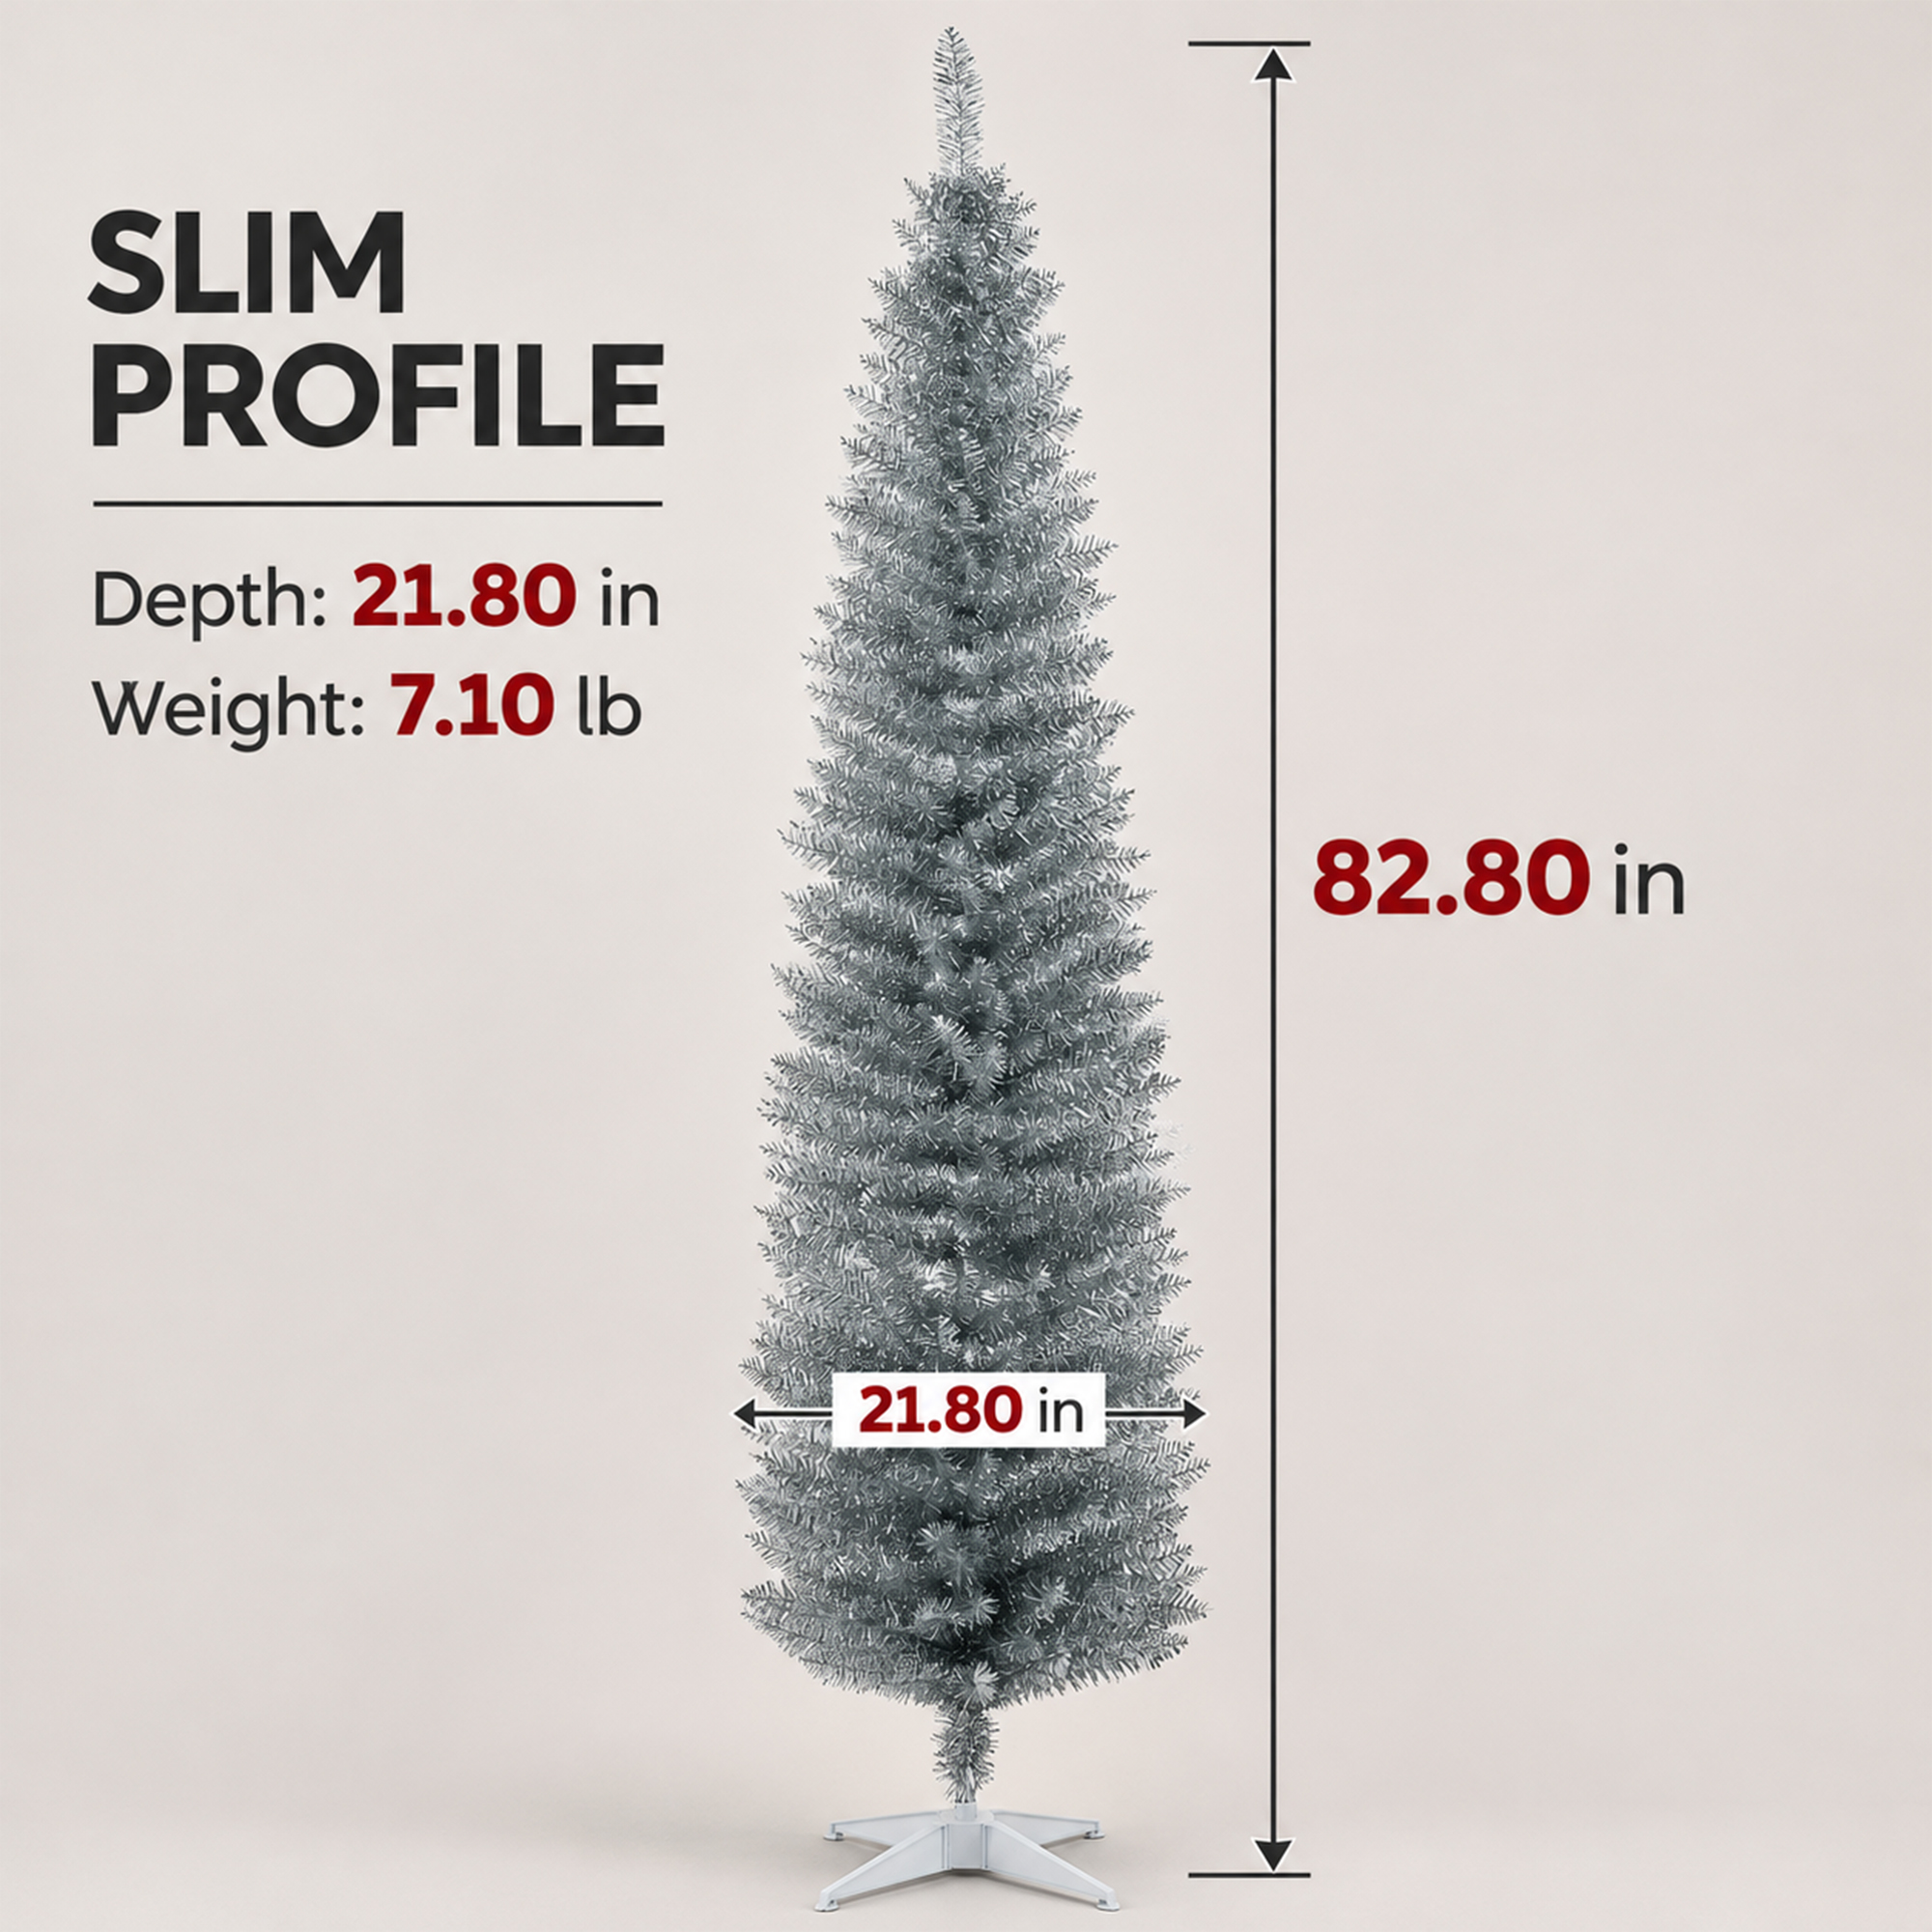 SLIM
PROFILE
Depth: 21.80 in
Weight: 7.10 lb
82.80 in
21.80 in